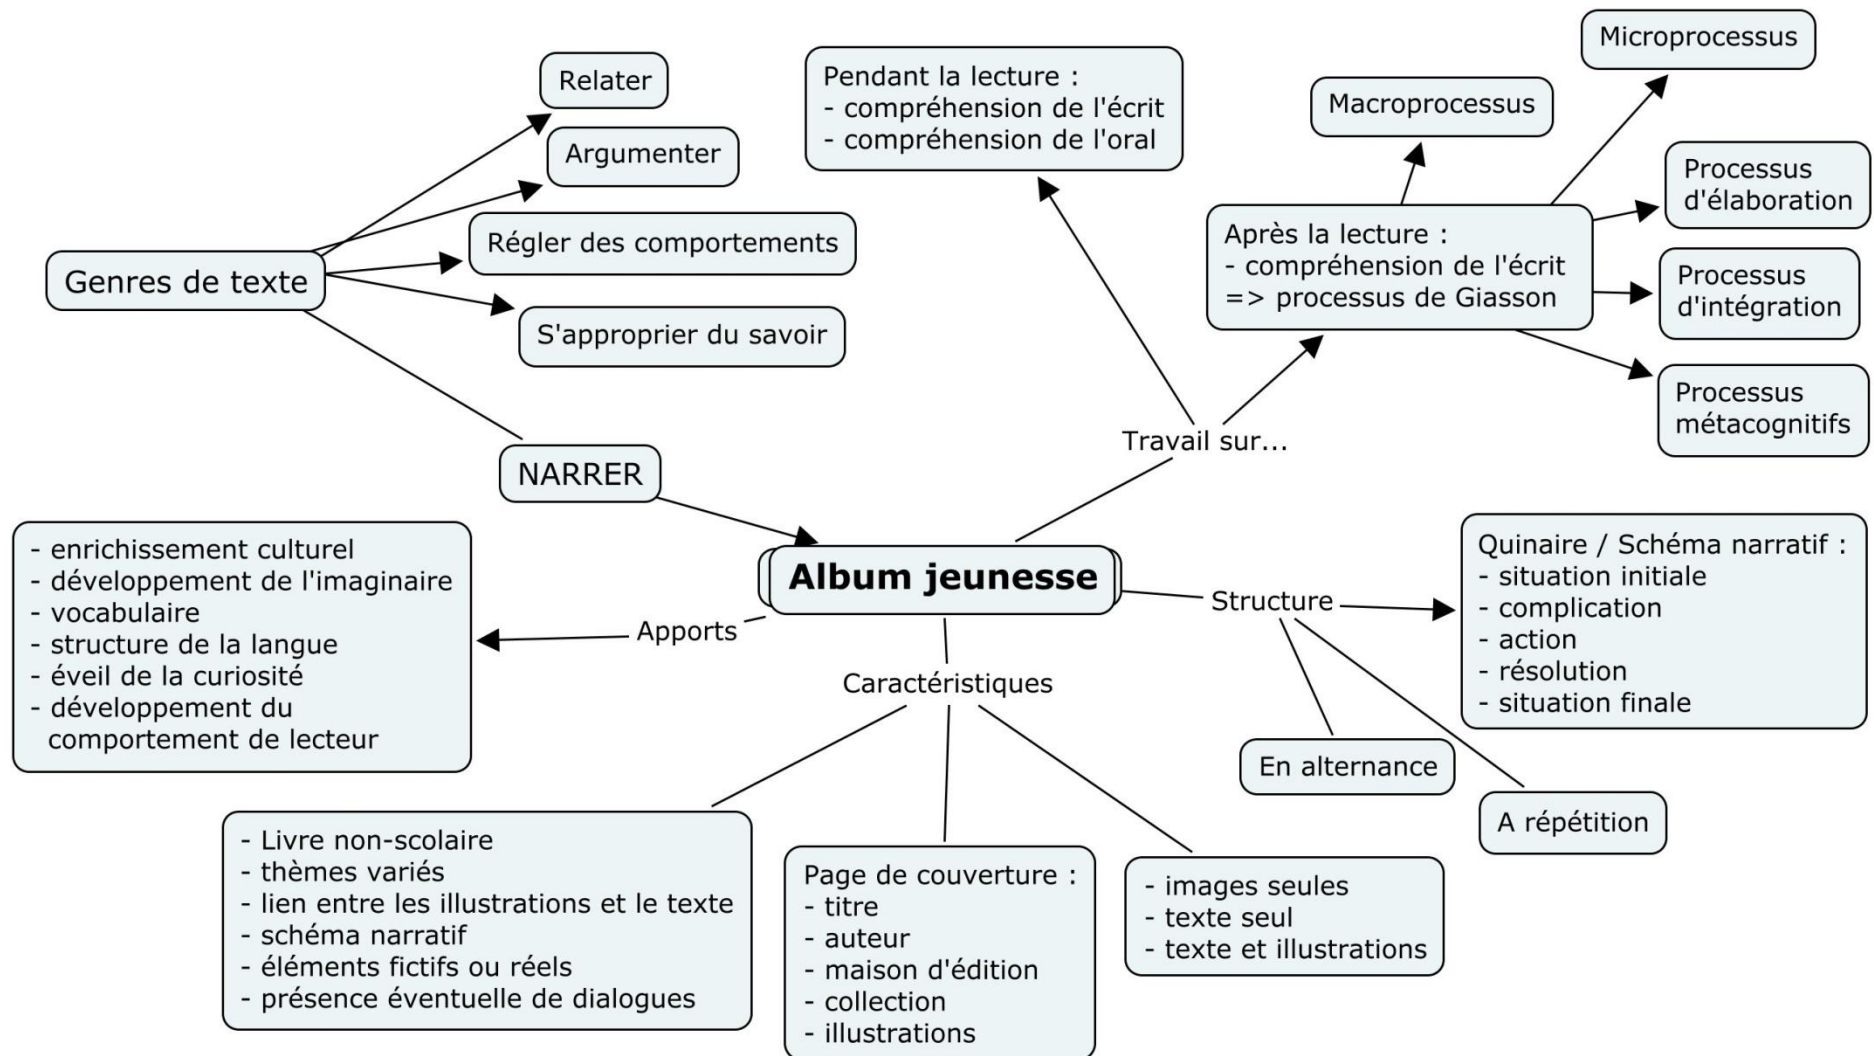 Microprocessus
Relater
Pendant la lecture :
- compréhension de l'écrit
- compréhension de l'oral
Macroprocessus
Argumenter
Processus
d'élaboration
Régler des comportements
Après la lecture :
- compréhension de l'écrit
=> processus de Giasson
Genres de texte
Processus
d'intégration
S'approprier du savoir
Processus
métacognitifs
Travail sur...
NARRER
- enrichissement culturel
- développement de l'imaginaire
- vocabulaire
- structure de la langue
- éveil de la curiosité
- développement du
comportement de lecteur
Album jeunesse
Apports
Structure
Quinaire / Schéma narratif :
- situation initiale
- complication
- action
- résolution
- situation finale
Caractéristiques
En alternance
A répétition
- Livre non-scolaire
- thèmes variés
- lien entre les illustrations et le texte
- schéma narratif
- éléments fictifs ou réels
- présence éventuelle de dialogues
Page de couverture :
- titre
- auteur
- maison d'édition
- collection
- illustrations
- images seules
- texte seul
- texte et illustrations